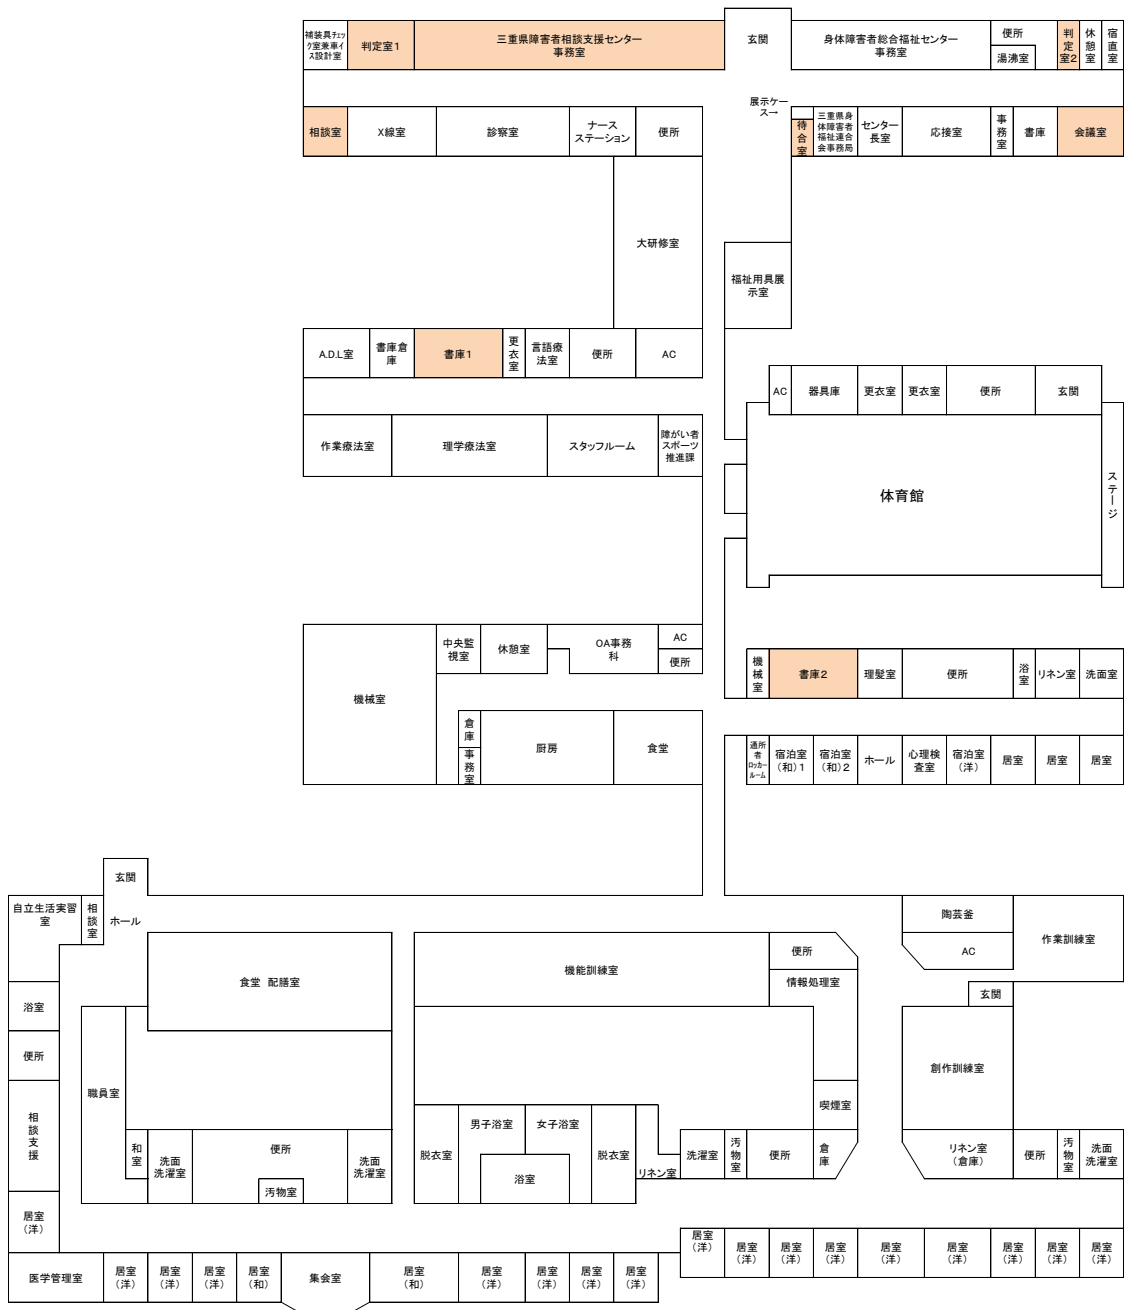 補装具チェッ
ク室兼車イ
ス設計室
判定室1
三重県障害者相談支援センター
事務室
玄関
身体障害者総合福祉センター
事務室
便所
湯沸室
判
定
室2
休
憩
室
宿
直
室
相談室
X線室
診察室
ナース
ステーション
便所
展示ケー
ス→
待
合
室
三重県身
体障害者
福祉連合
会事務局
センター
長室
応接室
事
務
室
書庫
会議室
大研修室
福祉用具展
示室
A.D.L室
書庫倉
庫
書庫1
更
衣
室
言語療
法室
便所
AC
AC
器具庫
更衣室
更衣室
便所
玄関
作業療法室
理学療法室
スタッフルーム
障がい者
スポーツ
推進課
体育館
ステージ
機械室
中央監
視室
休憩室
OA事務
科
AC
便所
機
械
室
書庫2
理髪室
便所
浴
室
リネン室
洗面室
倉
庫
事
務
室
厨房
食堂
通所
者
ロッカー
ルーム
宿泊室
(和)1
宿泊室
(和)2
ホール
心理検
査室
宿泊室
(洋)
居室
居室
居室
玄関
自立生活実習
室
相
談
室
ホール
陶芸釜
AC
作業訓練室
食堂 配膳室
機能訓練室
便所
情報処理室
玄関
浴室
便所
職員室
創作訓練室
相
談
支
援
喫煙室
和
室
洗面
洗濯室
便所
汚物室
洗面
洗濯室
脱衣室
男子浴室
女子浴室
浴室
脱衣室
リネン室
洗濯室
汚
物
室
便所
倉
庫
リネン室
(倉庫)
便所
汚
物
室
洗面
洗濯室
居室
(洋)
居室
(洋)
居室
(洋)
居室
(洋)
居室
(洋)
居室
(洋)
居室
(洋)
居室
(洋)
居室
(洋)
居室
(洋)
医学管理室
居室
(洋)
居室
(洋)
居室
(洋)
居室
(和)
集会室
居室
(和)
居室
(洋)
居室
(洋)
居室
(洋)
居室
(洋)